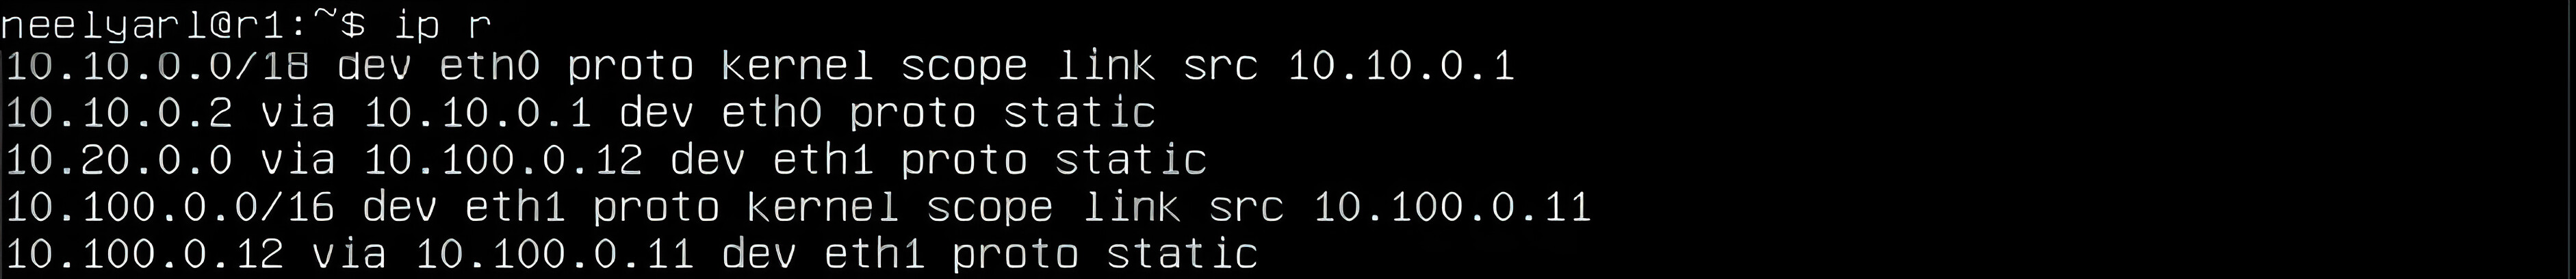 neelyarl@r1:~$ ip r
10.10.0.0/18 dev eth0 proto kernel scope link src 10.10.0.1
10.10.0.2 via 10.10.0.1 dev eth0 proto static
10.20.0.0 via 10.100.0.12 dev eth1 proto static
10.100.0.0/16 dev eth1 proto kernel scope link src 10.100.0.11
10.100.0.12 via 10.100.0.11 dev eth1 proto static